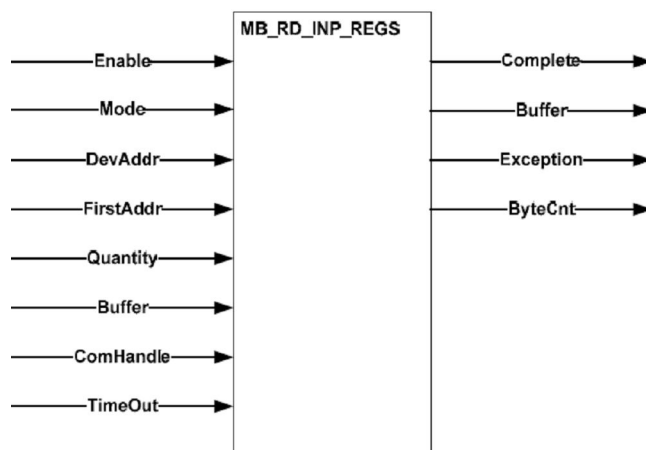 MB_RD_INP_REGS
Enable
Complete
Mode
Buffer
DevAddr
Exception
FirstAddr
ByteCnt
Quantity
Buffer
ComHandle
TimeOut